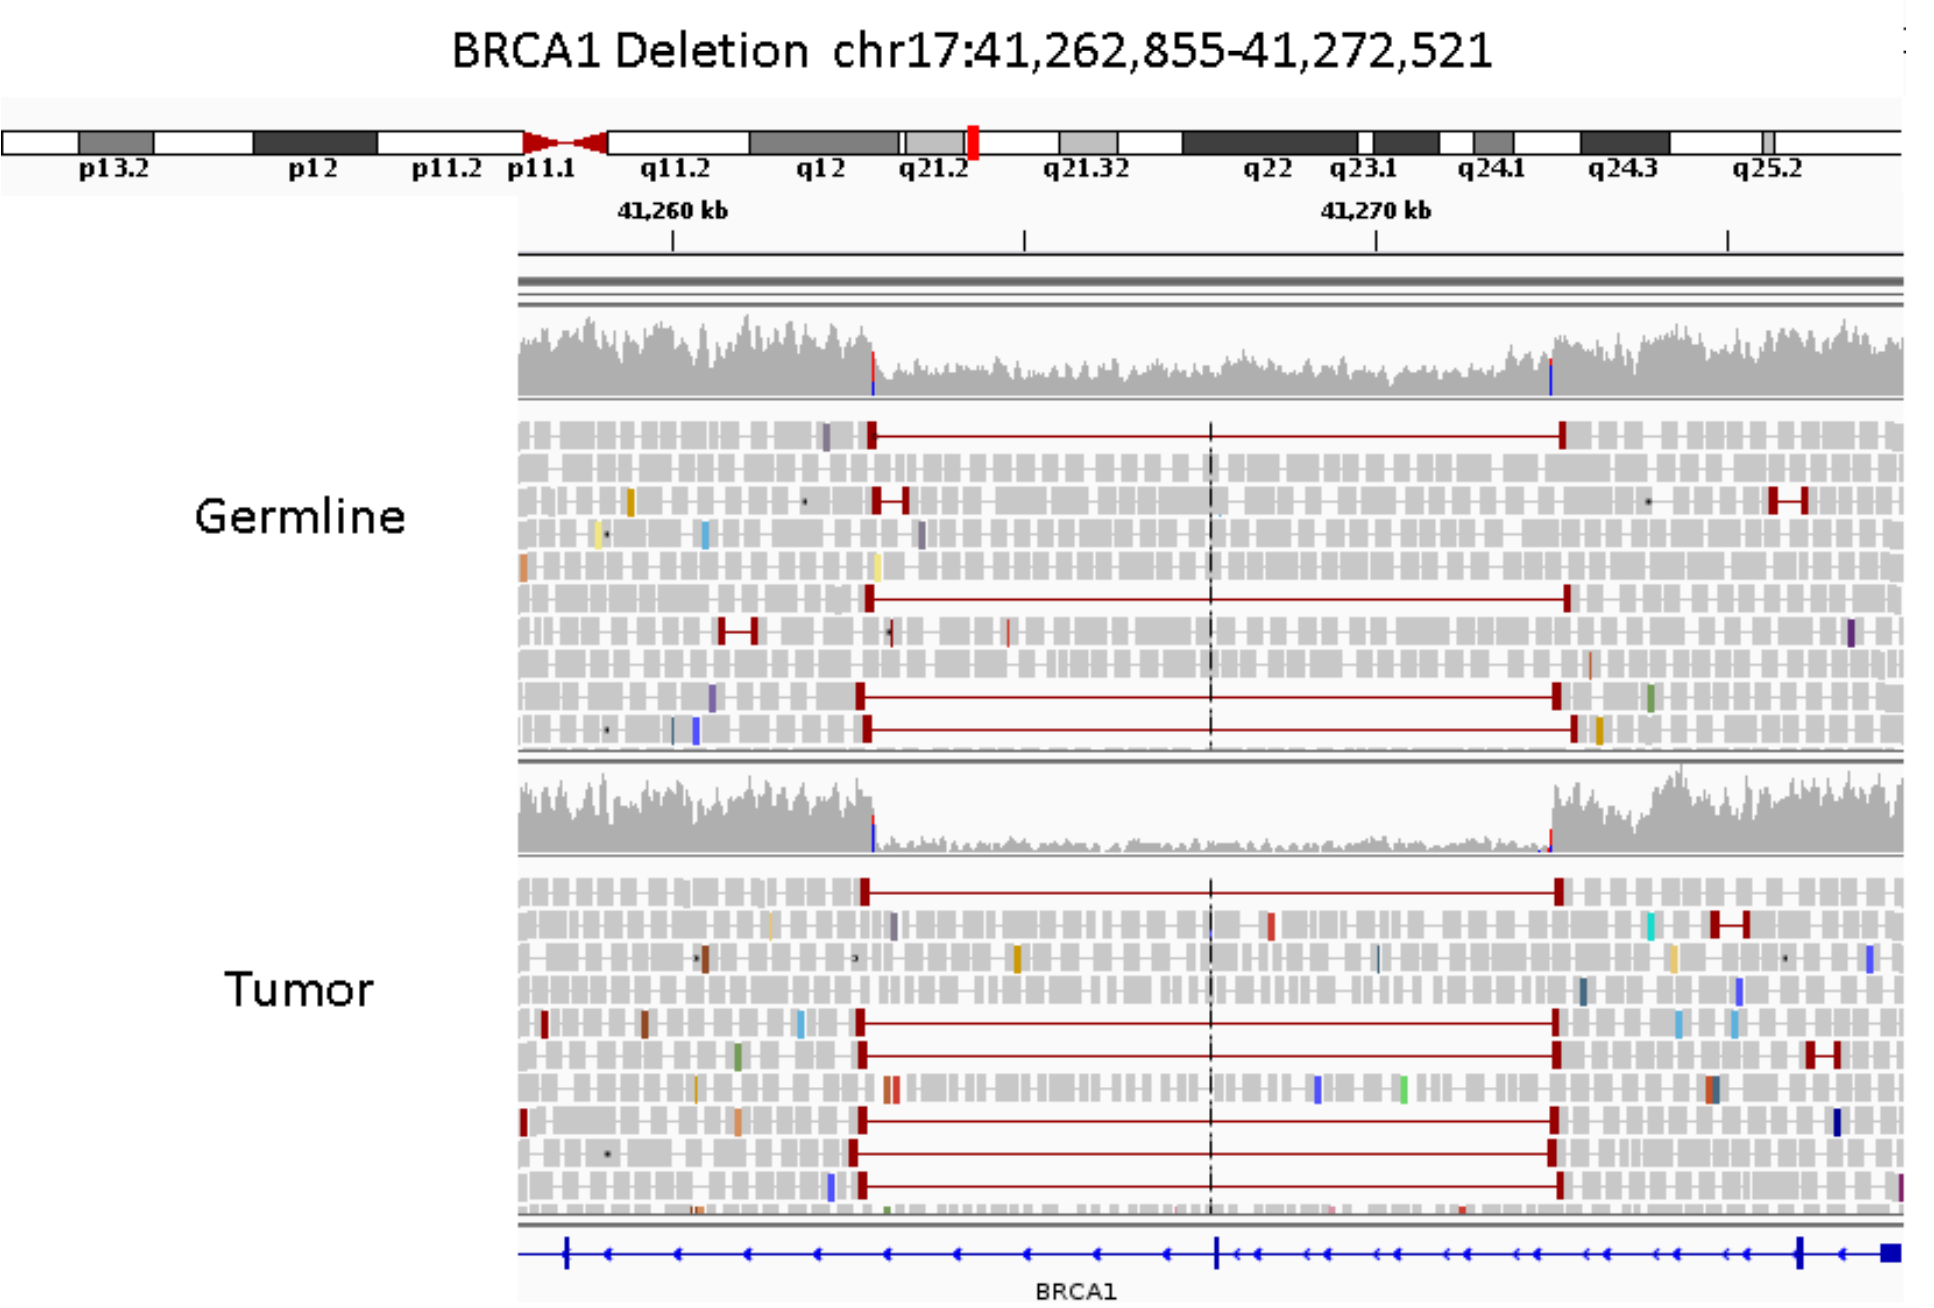 BRCA1 Deletion chr17:41,262,855-41,272,521
p13.2 p12 p11.2 p11.1 q11.2 q12 q21.2 q21.32 q22 q23.1 q24.1 q24.3 q25.2
41,260 kb 41,270 kb
Germline
Tumor
BRCA1